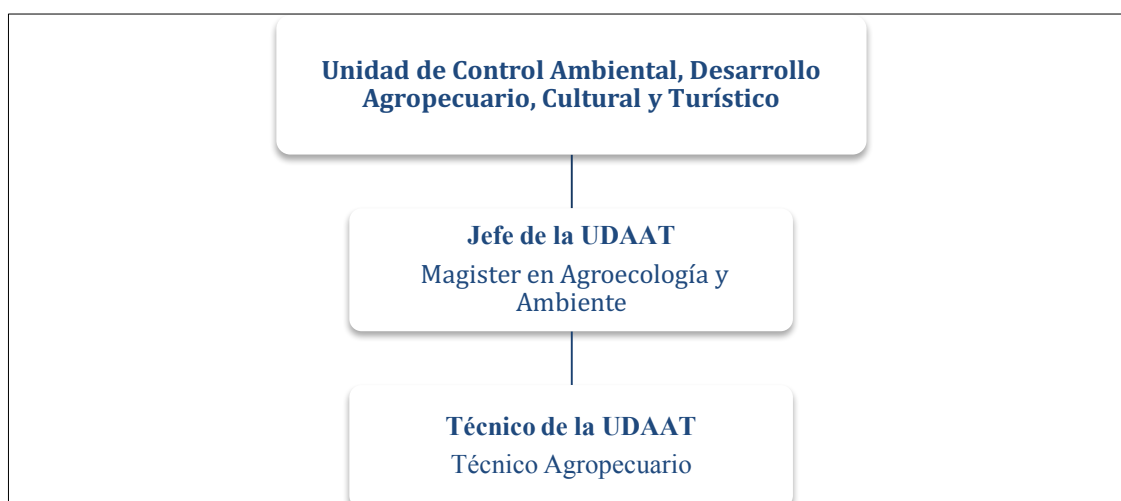 Unidad de Control Ambiental, Desarrollo
Agropecuario, Cultural y Turístico
Jefe de la UDAAT
Magister en Agroecología y
Ambiente
Técnico de la UDAAT
Técnico Agropecuario